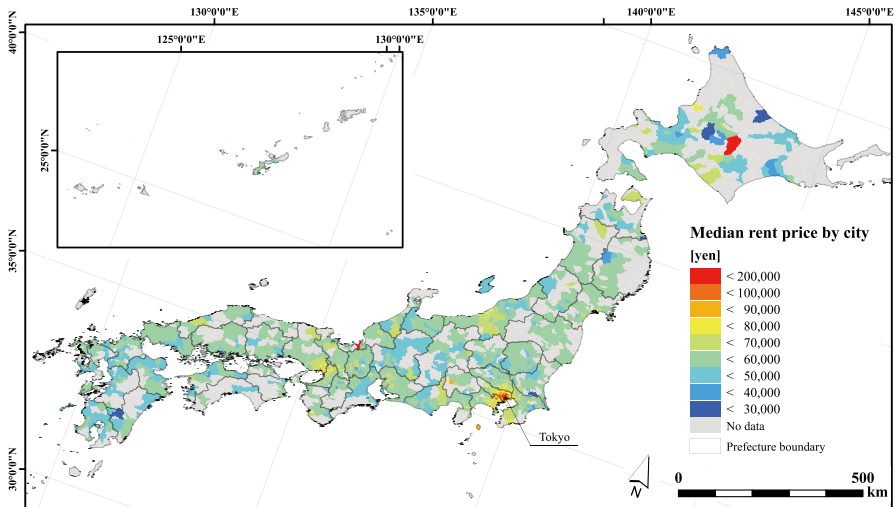 130°0'0"E
135°0'0"E
140°0'0"E
145°0'0"E
125°0'0"E
130°0'0"E
40°0'0"N
25°0'0"N
35°0'0"N
30°0'0"N
Median rent price by city
[yen]
< 200,000
< 100,000
< 90,000
< 80,000
< 70,000
< 60,000
< 50,000
< 40,000
< 30,000
No data
Prefecture boundary
Tokyo
N
0 500
km